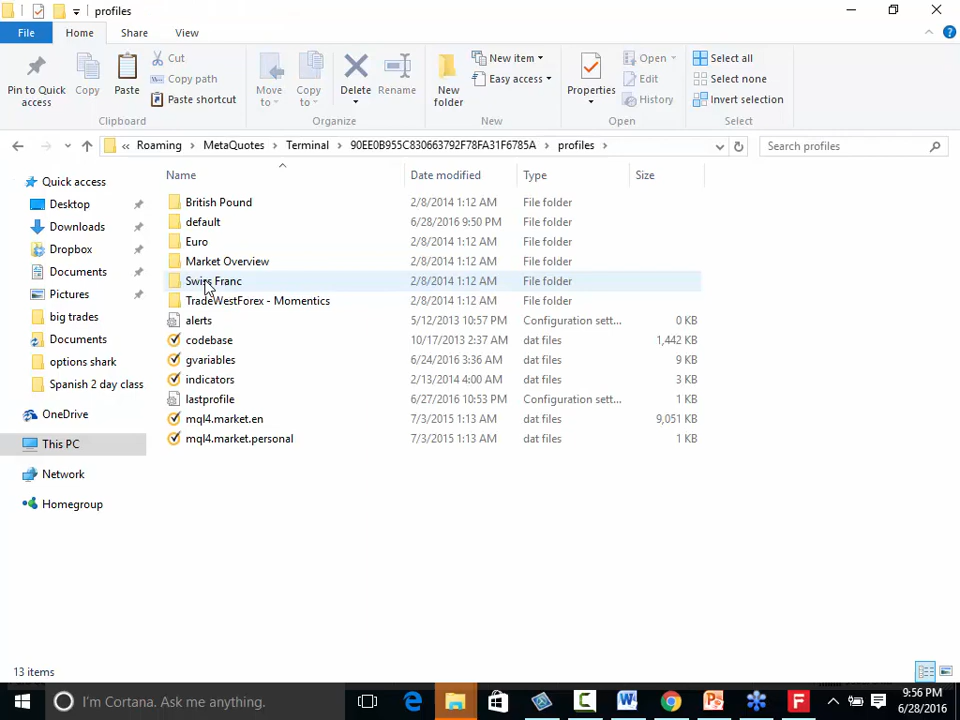 profiles
File Home Share View
Pin to Quick access
Copy
Paste
Cut
Copy path
Paste shortcut
Clipboard
Move to
Copy to
Delete
Rename
Organize
New folder
New item
Easy access
New
Properties
Open
Edit
History
Open
Select all
Select none
Invert selection
Select
« Roaming › MetaQuotes › Terminal › 90EE0B955C830663792F78FA31F6785A › profiles ›
Search profiles
Quick access
Desktop
Downloads
Dropbox
Documents
Pictures
big trades
Documents
options shark
Spanish 2 day class
OneDrive
This PC
Network
Homegroup
Name Date modified Type Size
British Pound 2/8/2014 1:12 AM File folder
default 6/28/2016 9:50 PM File folder
Euro 2/8/2014 1:12 AM File folder
Market Overview 2/8/2014 1:12 AM File folder
Swiss Franc 2/8/2014 1:12 AM File folder
TradeWestForex - Momentics 2/8/2014 1:12 AM File folder
alerts 5/12/2013 10:57 PM Configuration sett... 0 KB
codebase 10/17/2013 2:37 AM dat files 1,442 KB
gvariables 6/24/2016 3:36 AM dat files 9 KB
indicators 2/13/2014 4:00 AM dat files 3 KB
lastprofile 6/27/2016 10:53 PM Configuration sett... 1 KB
mql4.market.en 7/3/2015 1:13 AM dat files 9,051 KB
mql4.market.personal 7/3/2015 1:13 AM dat files 1 KB
13 items
I'm Cortana. Ask me anything.
9:56 PM
6/28/2016